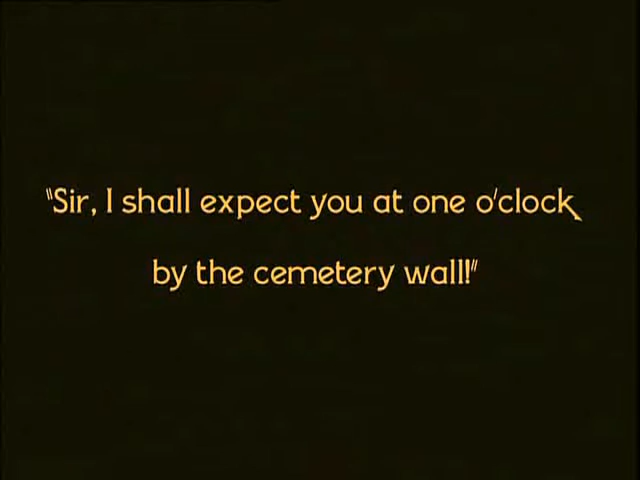 "Sir, I shall expect you at one o'clock
by the cemetery wall!"